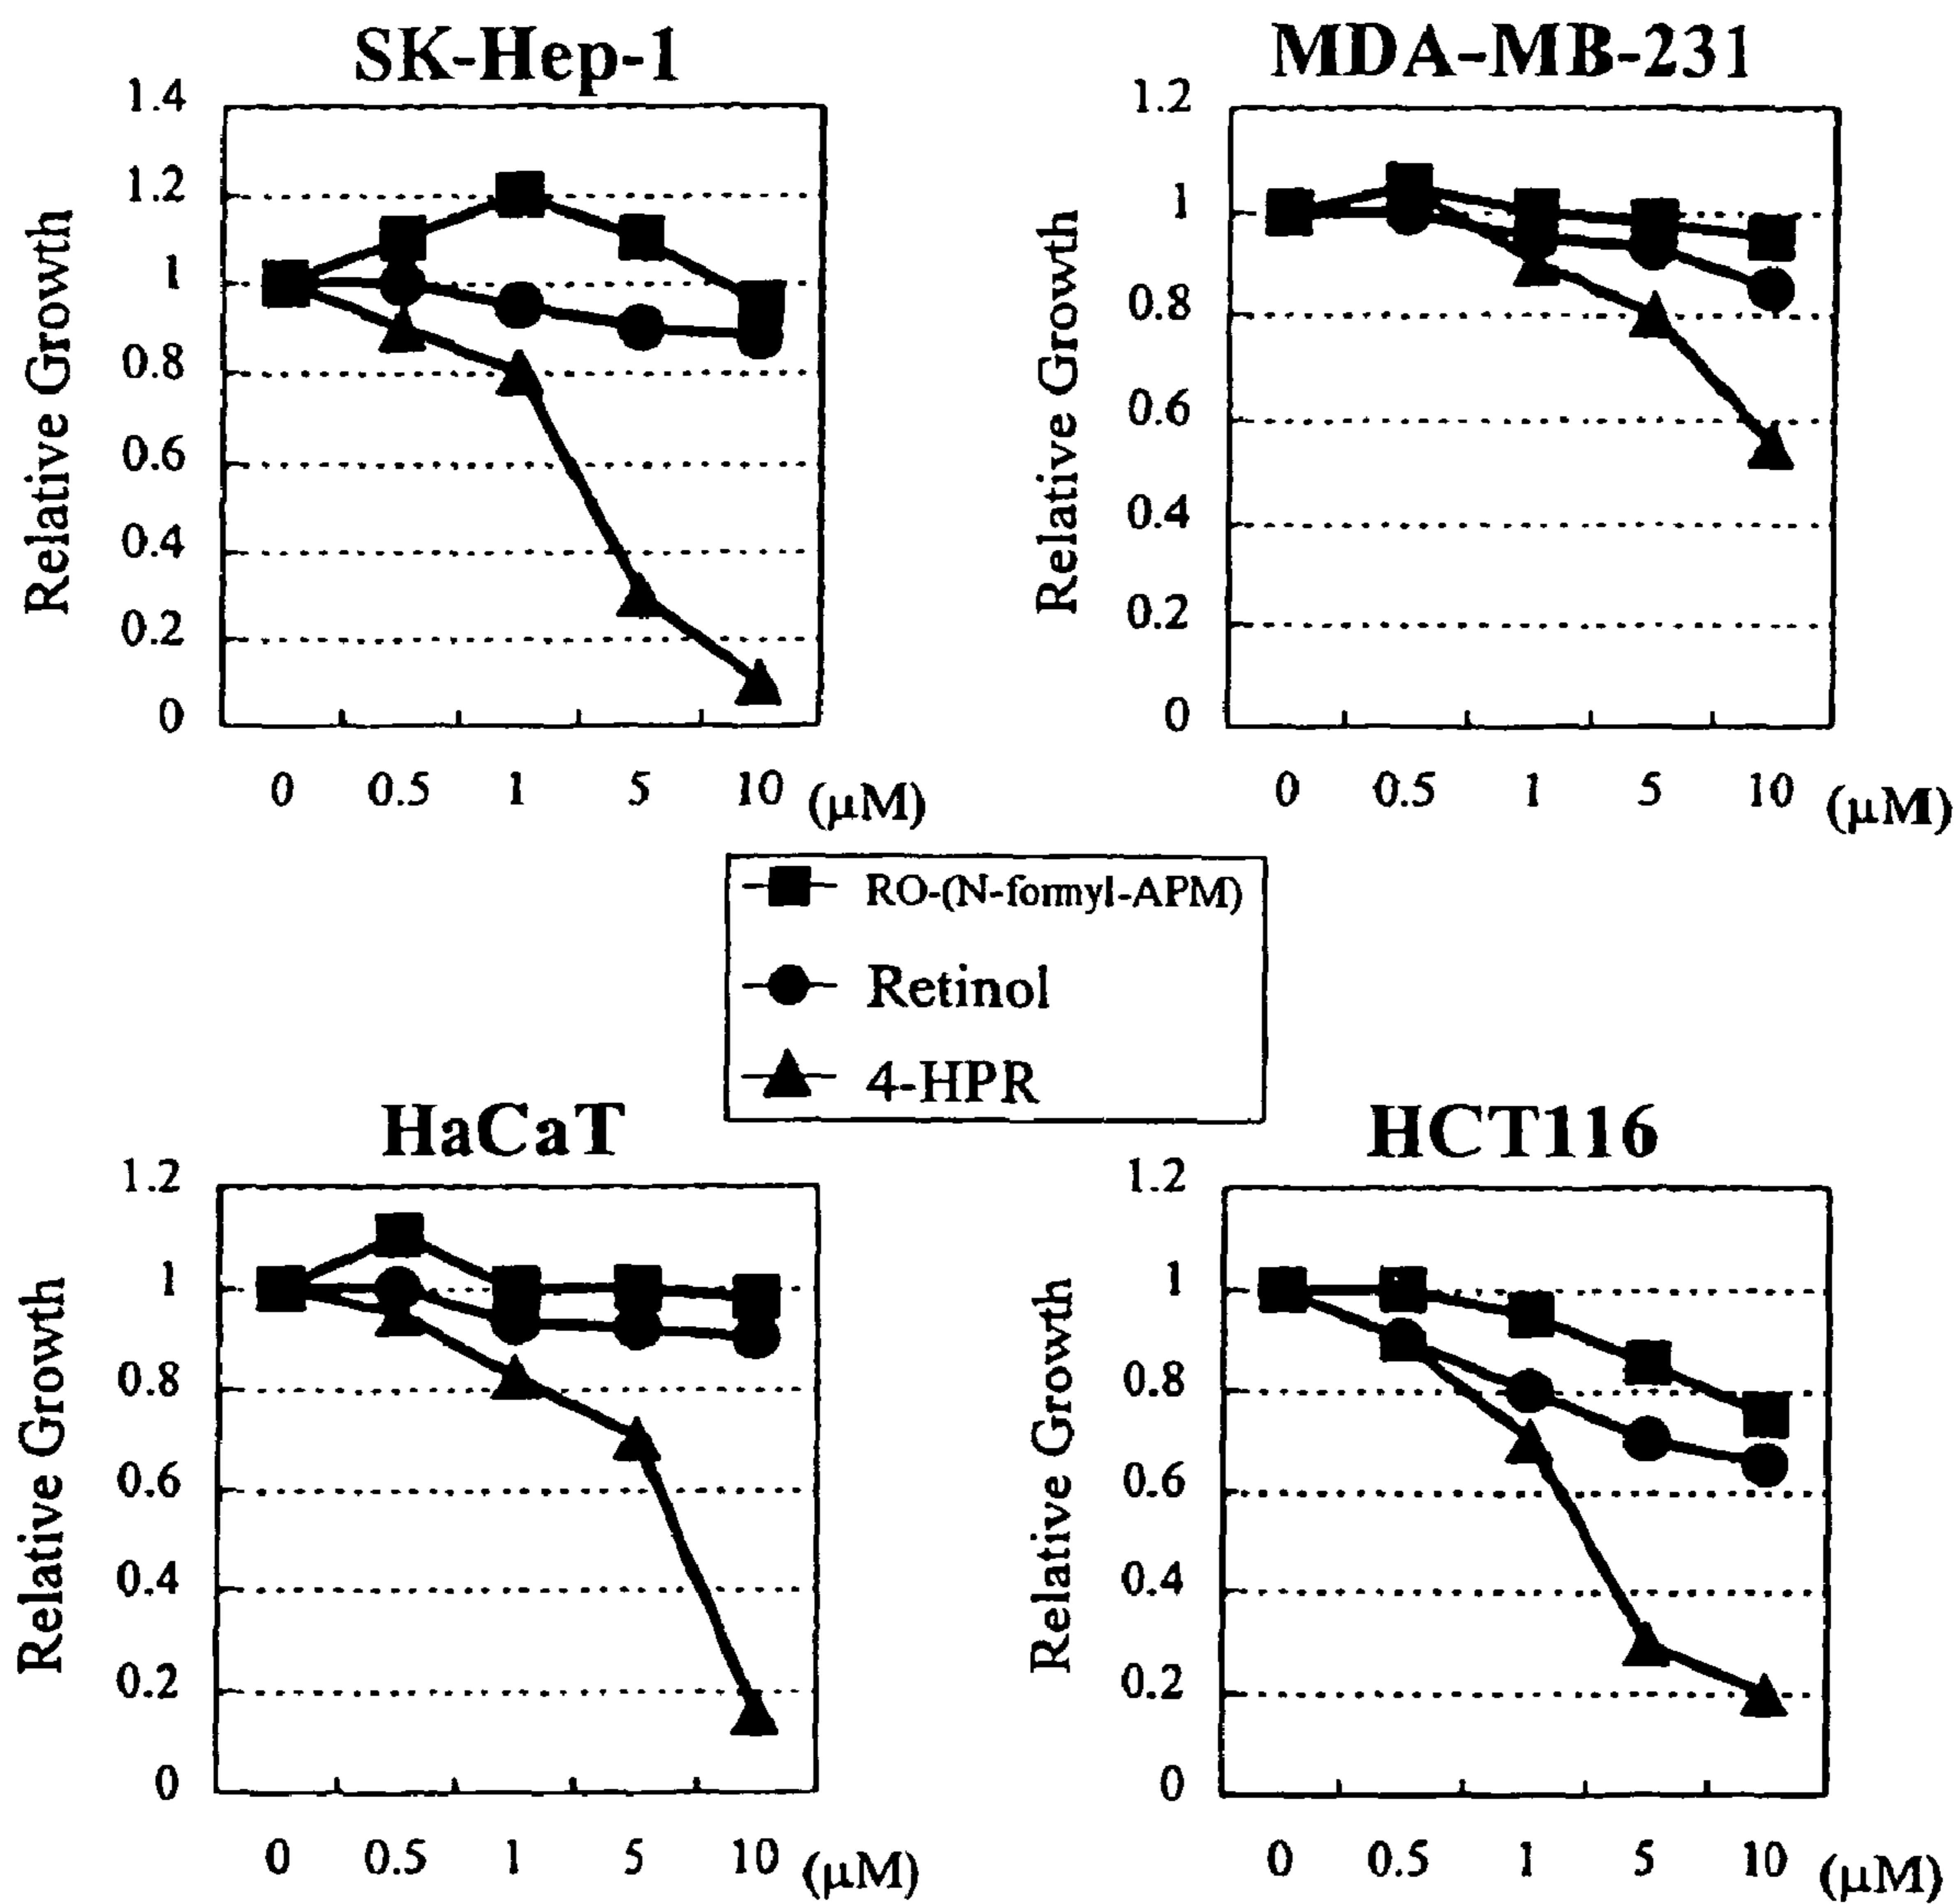 SK-Hep-1
Relative Growth
1.4
1.2
1
0.8
0.6
0.4
0.2
0
0 0.5 1 5 10 (μM)
MDA-MB-231
Relative Growth
1.2
1
0.8
0.6
0.4
0.2
0
0 0.5 1 5 10 (μM)
RO-(N-formyl-APM)
Retinol
4-HPR
HaCaT
Relative Growth
1.2
1
0.8
0.6
0.4
0.2
0
0 0.5 1 5 10 (μM)
HCT116
Relative Growth
1.2
1
0.8
0.6
0.4
0.2
0
0 0.5 1 5 10 (μM)